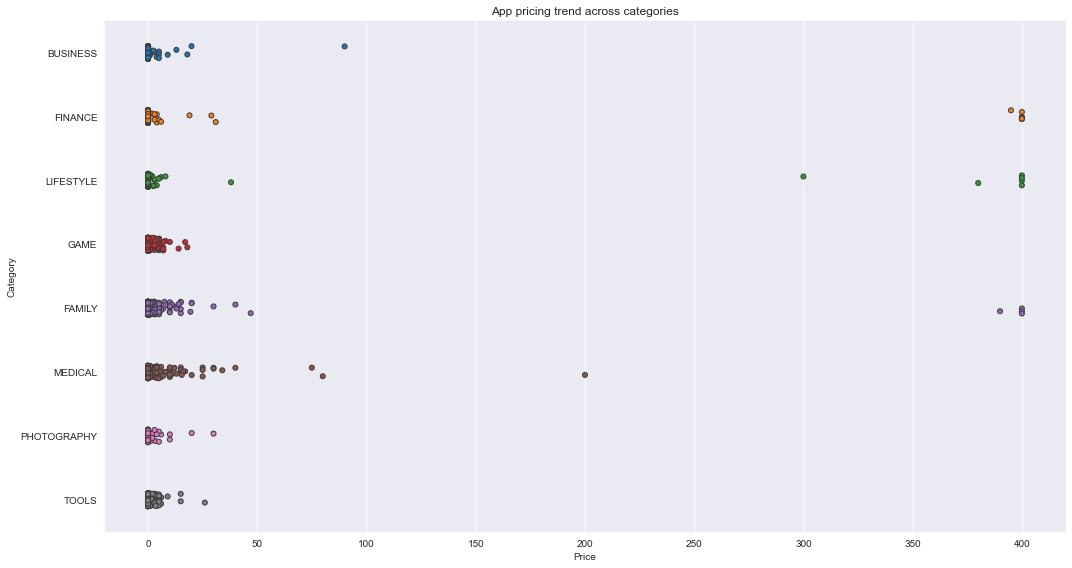 App pricing trend across categories
Category
BUSINESS
FINANCE
LIFESTYLE
GAME
FAMILY
MEDICAL
PHOTOGRAPHY
TOOLS
0 50 100 150 200 250 300 350 400
Price